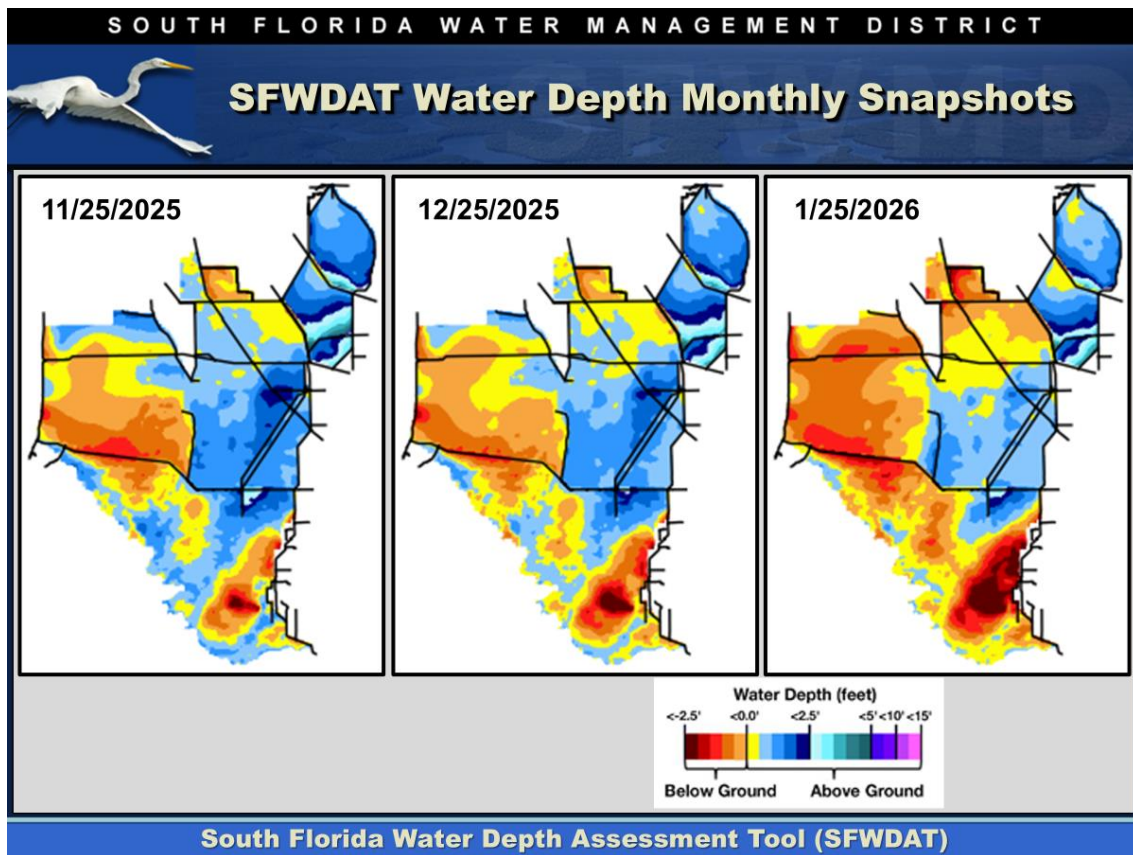 SOUTH FLORIDA WATER MANAGEMENT DISTRICT
SFWDAT Water Depth Monthly Snapshots
11/25/2025
12/25/2025
1/25/2026
Water Depth (feet)
<-2.5' <0.0' <2.5' <5' <10' <15'
Below Ground Above Ground
South Florida Water Depth Assessment Tool (SFWDAT)